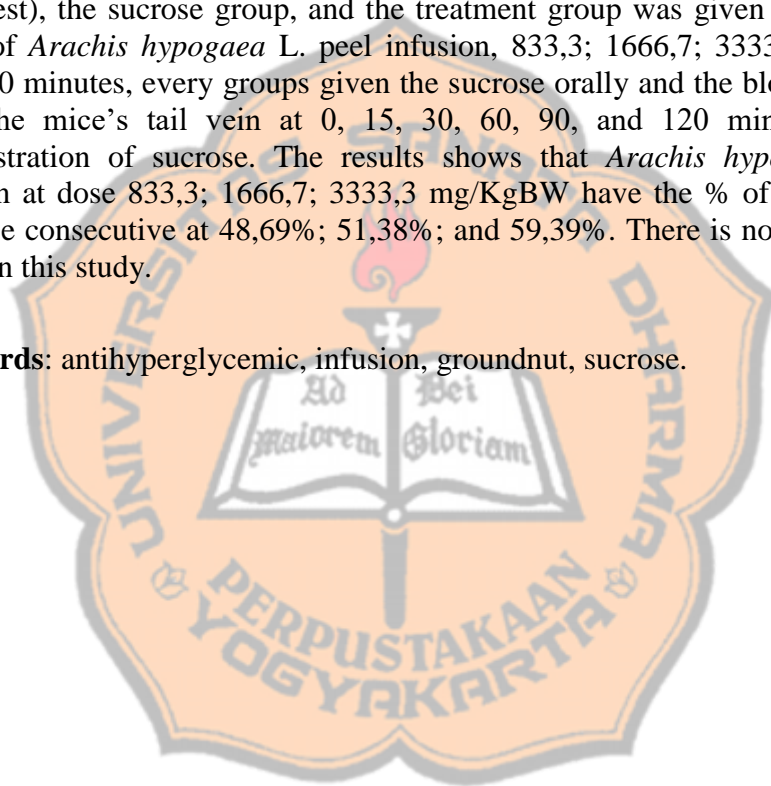 est), the sucrose group, and the treatment group was given
of Arachis hypogaea L. peel infusion, 833,3; 1666,7; 3333
0 minutes, every groups given the sucrose orally and the blo
he mice's tail vein at 0, 15, 30, 60, 90, and 120 min
stration of sucrose. The results shows that Arachis hyp
n at dose 833,3; 1666,7; 3333,3 mg/KgBW have the % of
e consecutive at 48,69%; 51,38%; and 59,39%. There is no
n this study.
rds: antihyperglycemic, infusion, groundnut, sucrose.
UNIVERSITAS SANATA DHARMA
Ad Dei
Maiorem Gloriam
PERPUSTAKAAN
YOGYAKARTA